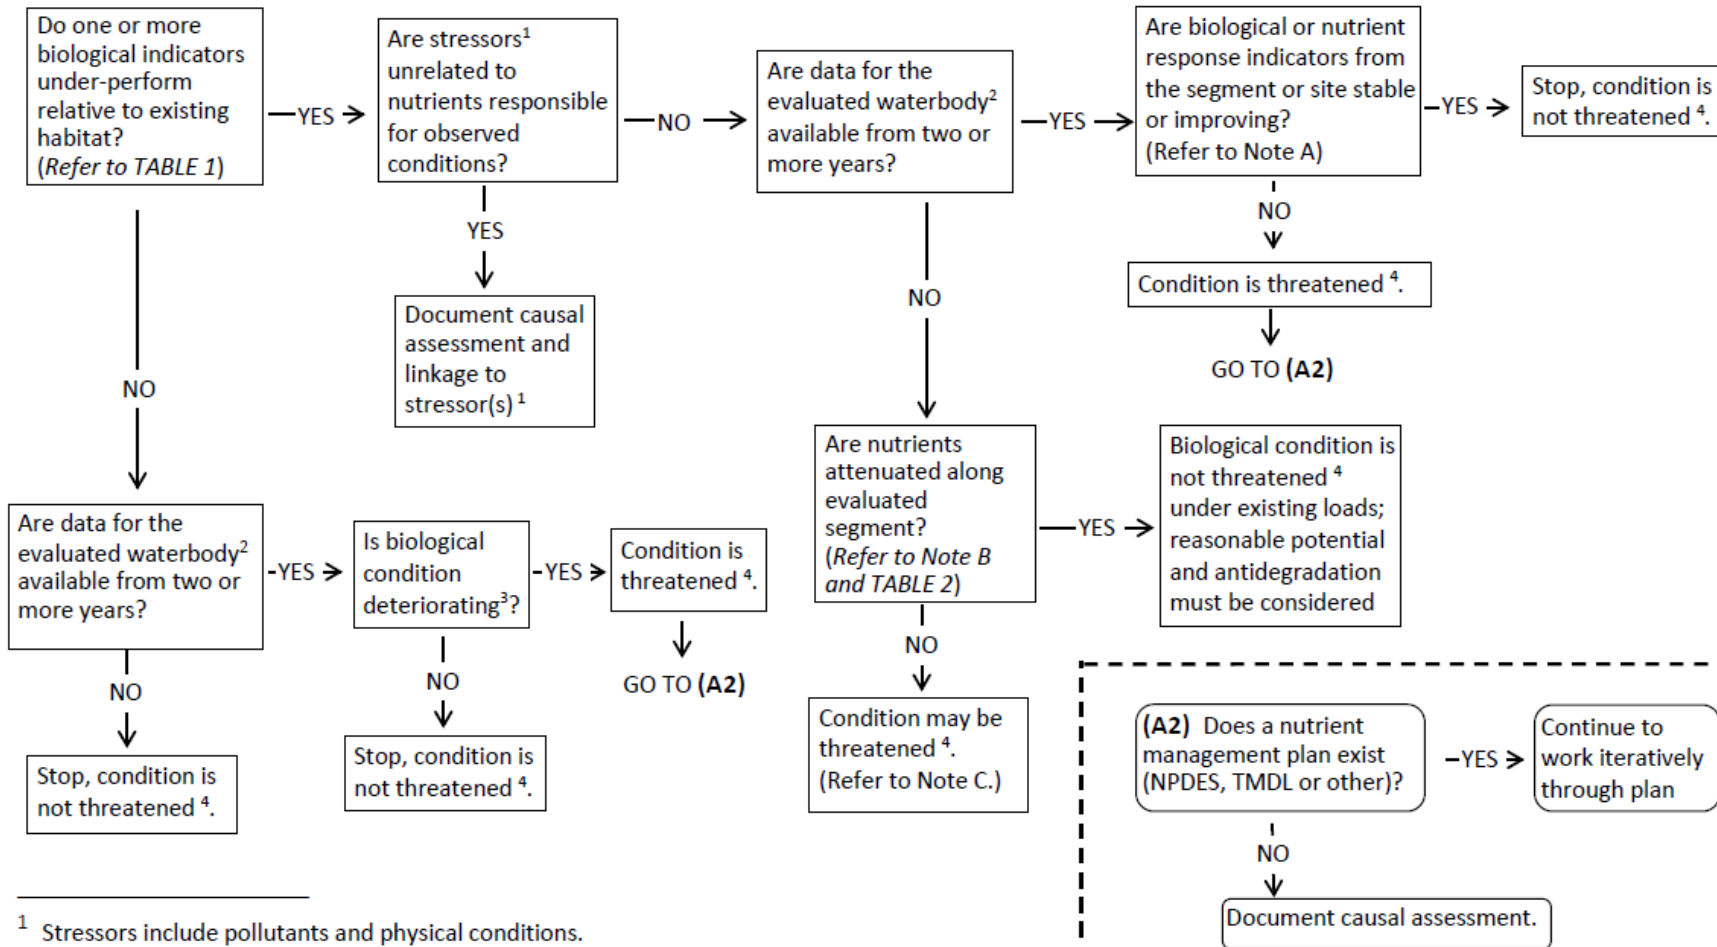 Do one or more
biological indicators
under-perform
relative to existing
habitat?
(Refer to TABLE 1)
YES
Are stressors¹
unrelated to
nutrients responsible
for observed
conditions?
NO
Are data for the
evaluated waterbody²
available from two or
more years?
YES
Are biological or nutrient
response indicators from
the segment or site stable
or improving?
(Refer to Note A)
YES
Stop, condition is
not threatened ⁴.
NO
Condition is threatened ⁴.
GO TO (A2)
YES
Document causal
assessment and
linkage to
stressor(s) ¹
NO
Are nutrients
attenuated along
evaluated
segment?
(Refer to Note B
and TABLE 2)
YES
Biological condition is
not threatened ⁴
under existing loads;
reasonable potential
and antidegradation
must be considered
NO
Condition may be
threatened ⁴.
(Refer to Note C.)
NO
Are data for the
evaluated waterbody²
available from two or
more years?
YES
Is biological
condition
deteriorating³?
YES
Condition is
threatened ⁴.
GO TO (A2)
NO
Stop, condition is
not threatened ⁴.
NO
Stop, condition is
not threatened ⁴.
(A2) Does a nutrient
management plan exist
(NPDES, TMDL or other)?
YES
Continue to
work iteratively
through plan
NO
Document causal assessment.
¹ Stressors include pollutants and physical conditions.